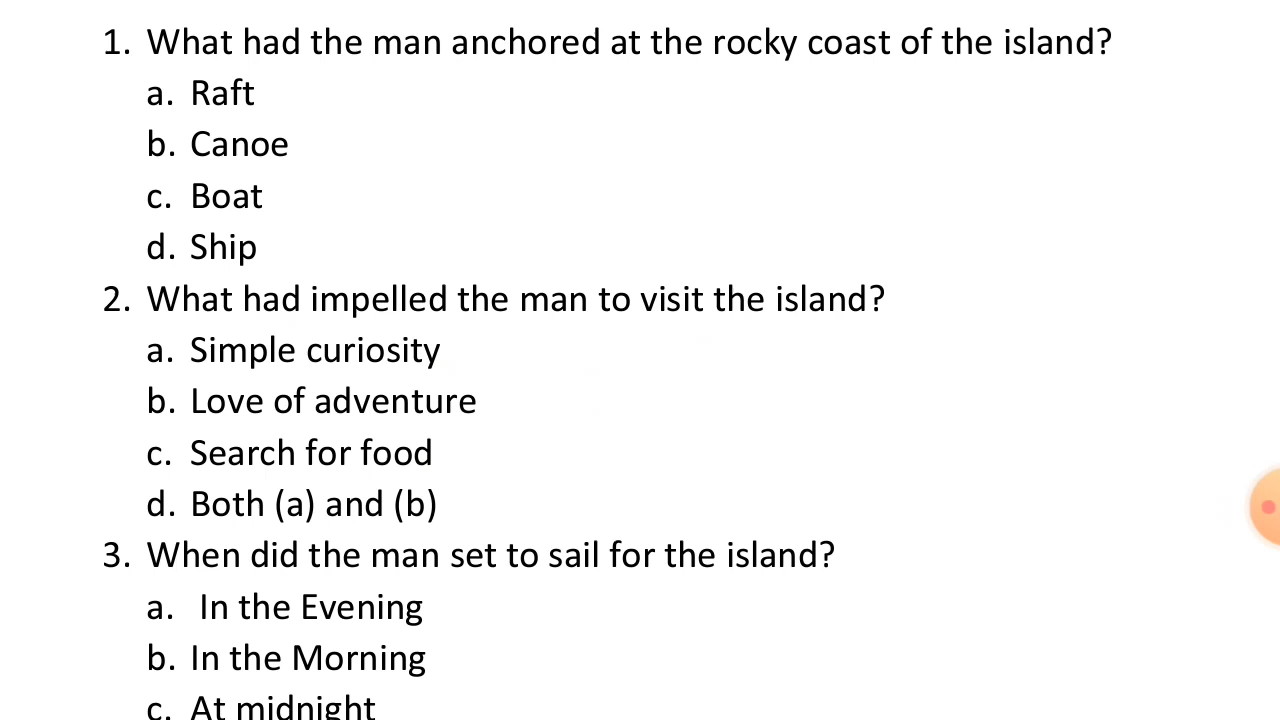 1. What had the man anchored at the rocky coast of the island?
a. Raft
b. Canoe
c. Boat
d. Ship
2. What had impelled the man to visit the island?
a. Simple curiosity
b. Love of adventure
c. Search for food
d. Both (a) and (b)
3. When did the man set to sail for the island?
a. In the Evening
b. In the Morning
c. At midnight